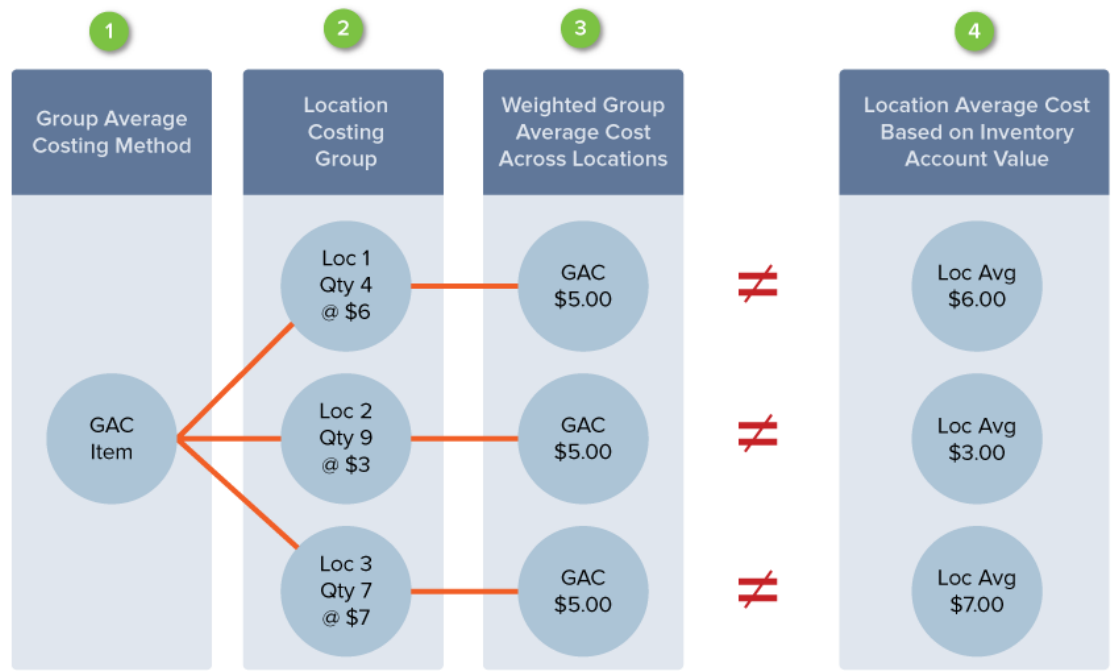 1
2
3
4
Group Average
Costing Method
Location
Costing
Group
Weighted Group
Average Cost
Across Locations
Location Average Cost
Based on Inventory
Account Value
GAC
Item
Loc 1
Qty 4
@ $6
GAC
$5.00
≠
Loc Avg
$6.00
Loc 2
Qty 9
@ $3
GAC
$5.00
≠
Loc Avg
$3.00
Loc 3
Qty 7
@ $7
GAC
$5.00
≠
Loc Avg
$7.00